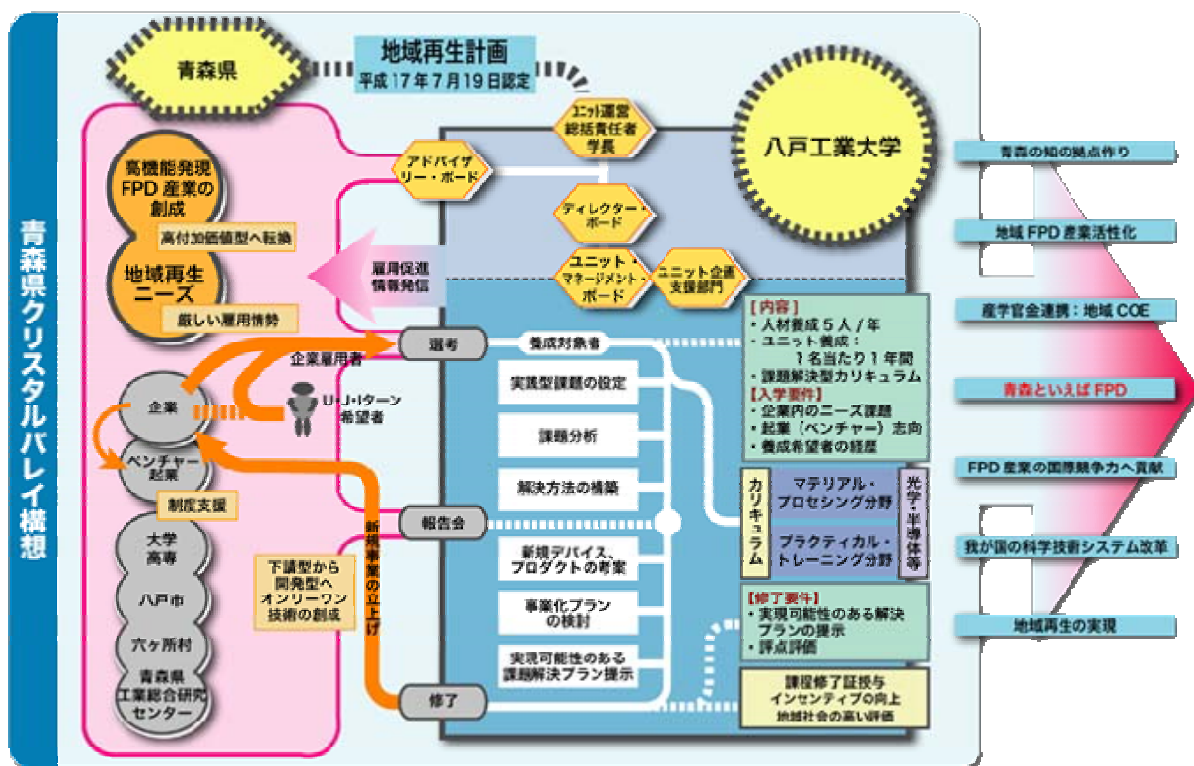 青森県クリスタルバレイ構想
青森県
地域再生計画
平成17年7月19日認定
八戸工業大学
ユニット運営
総括責任者
学長
アドバイザ
リー・ボード
ディレクター・
ボード
ユニット・
マネージメント・
ボード
ユニット企画
支援部門
高機能発現
FPD産業の
創成
高付加価値型へ転換
地域再生
ニーズ
厳しい雇用情勢
雇用促進
情報発信
企業雇用者
U・J・Iターン
希望者
企業
ベンチャー
起業
制度支援
大学
高専
八戸市
六ヶ所村
青森県
工業総合研究
センター
下請型から
開発型へ
オンリーワン
技術の創成
新規事業の立上げ
選考
報告会
修了
養成対象者
実践型課題の設定
課題分析
解決方法の構築
新規デバイス、
プロダクトの考案
事業化プラン
の検討
実現可能性のある
課題解決プラン提示
[内容]
・人材養成5人/年
・ユニット養成：
1名当たり1年間
・課題解決型カリキュラム
【入学要件】
・企業内のニーズ課題
・起業（ベンチャー）志向
・養成希望者の経歴
カリキュラム
マテリアル・
プロセシング分野
プラクティカル・
トレーニング分野
光学・半導体等
【修了要件】
・実現可能性のある解決
プランの提示
・評点評価
課程修了証授与
インセンティブの向上
地域社会の高い評価
青森の知の拠点作り
地域FPD産業活性化
産学官金連携：地域COE
青森といえばFPD
FPD産業の国際競争力へ貢献
我が国の科学技術システム改革
地域再生の実現